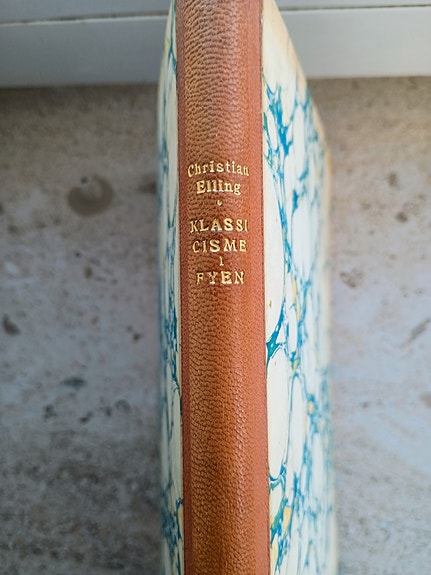 Christian
Elling
KLASSI
CISME
I
FYEN